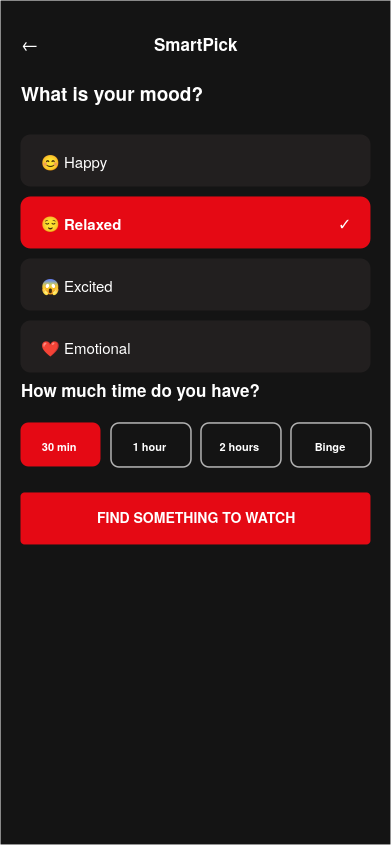 ← SmartPick
What is your mood?
😊 Happy
😌 Relaxed ✓
😱 Excited
❤️ Emotional
How much time do you have?
30 min 1 hour 2 hours Binge
FIND SOMETHING TO WATCH